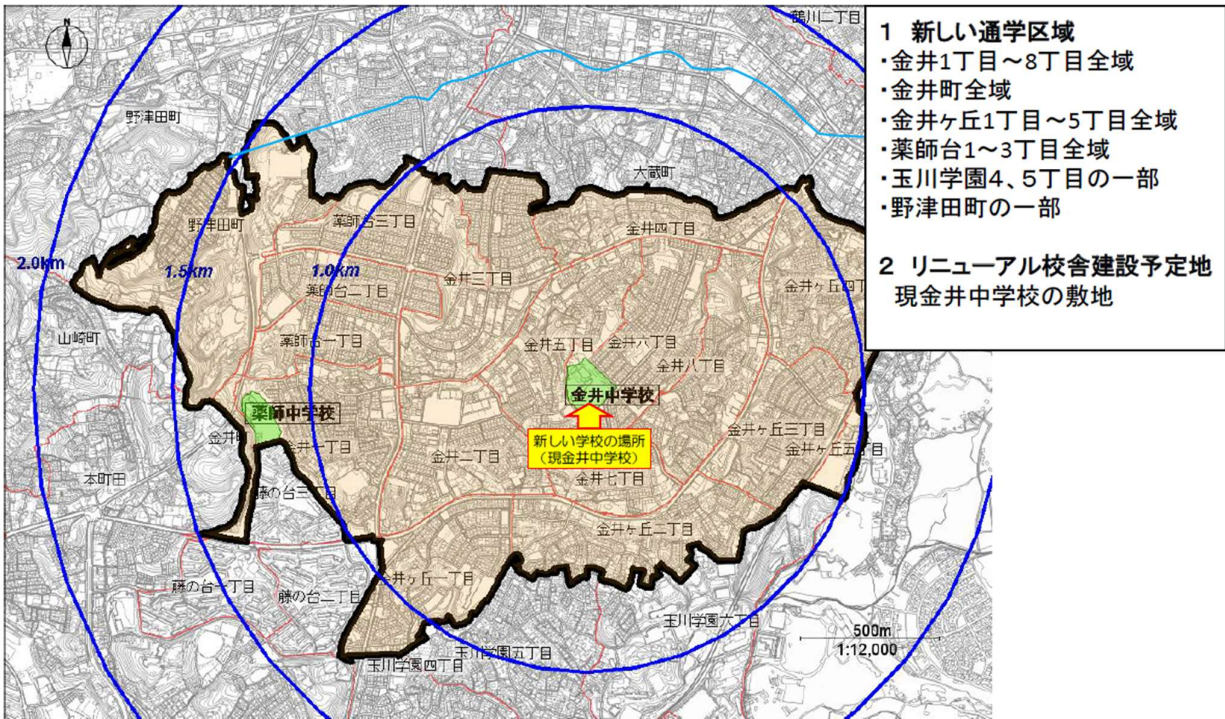 1 新しい通学区域
・金井1丁目～8丁目全域
・金井町全域
・金井ヶ丘1丁目～5丁目全域
・薬師台1～3丁目全域
・玉川学園4、5丁目の一部
・野津田町の一部
2 リニューアル校舎建設予定地
現金井中学校の敷地
N
鶴川二丁目
野津田町
大蔵町
野津田町
薬師台三丁目
金井四丁目
2.0km
1.5km
1.0km
金井三丁目
薬師台二丁目
金井ヶ丘四丁
山崎町
薬師台一丁目
金井五丁目
金井六丁目
金井八丁目
薬師中学校
金井中学校
新しい学校の場所
（現金井中学校）
金井町
金井一丁目
金井二丁目
金井ヶ丘三丁目
金井ヶ丘五丁目
本町田
藤の台三丁目
金井七丁目
金井ヶ丘二丁目
藤の台一丁目
金井ヶ丘一丁目
藤の台二丁目
玉川学園六丁目
玉川学園五丁目
玉川学園四丁目
500m
1:12,000